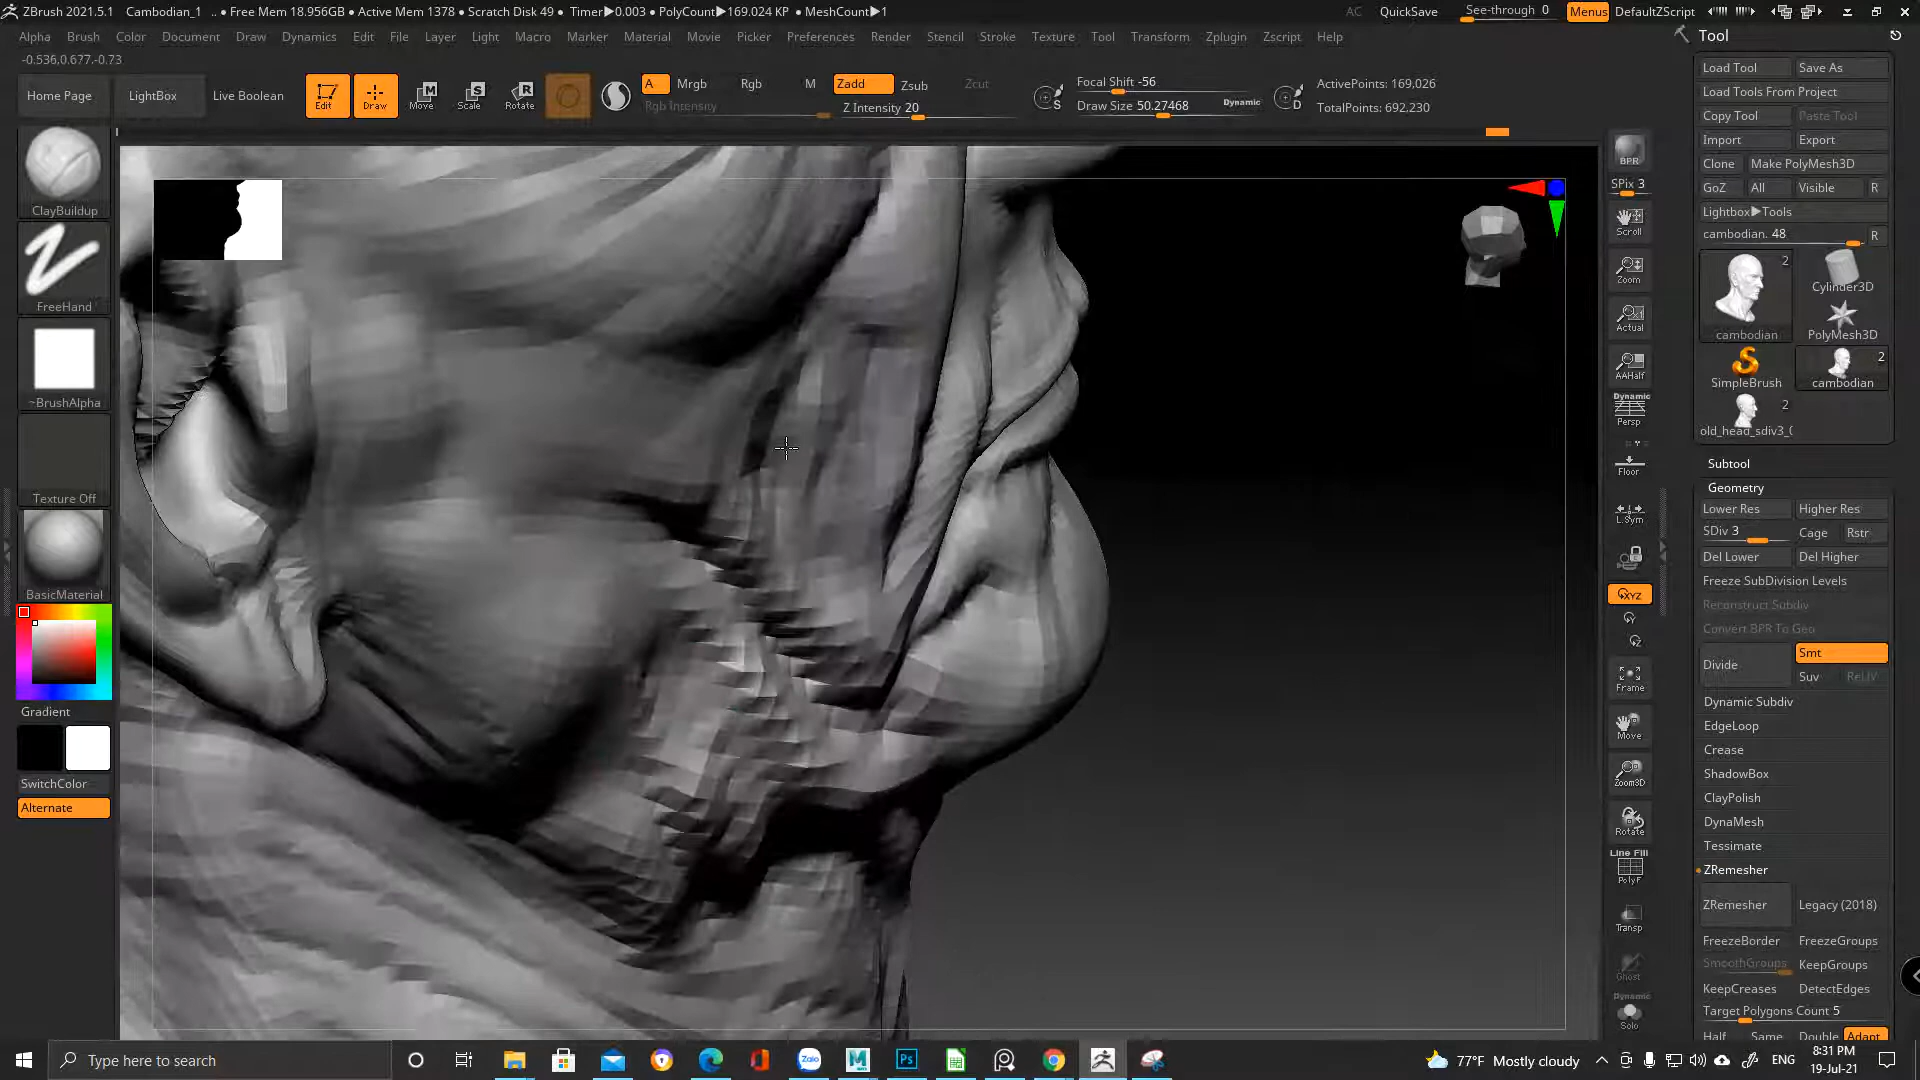 ZBrush 2021.5.1 Cambodian_1 .. • Free Mem 18.956GB • Active Mem 1378 • Scratch Disk 49 • Timer▶0.003 • PolyCount▶169.024 KP • MeshCount▶1 AC QuickSave See-through 0 Menus DefaultZScript
Alpha Brush Color Document Draw Dynamics Edit File Layer Light Macro Marker Material Movie Picker Preferences Render Stencil Stroke Texture Tool Transform Zplugin Zscript Help
-0.536,0.677,-0.73
Home Page LightBox Live Boolean Edit Draw Move Scale Rotate A Mrgb Rgb M Zadd Zsub Zcut Focal Shift -56 ActivePoints: 169,026
Rgb Intensity Z Intensity 20 S Draw Size 50.27468 Dynamic D TotalPoints: 692,230
ClayBuildup
FreeHand
~BrushAlpha
Texture Off
BasicMaterial
Gradient
SwitchColor
Alternate
BPR
SPix 3
Scroll
Zoom
Actual
AAHalf
Dynamic
Persp
Floor
L.Sym
XYZ
Frame
Move
Zoom3D
Rotate
Line Fill
PolyF
Transp
Ghost
Dynamic
Solo
Tool
Load Tool Save As
Load Tools From Project
Copy Tool Paste Tool
Import Export
Clone Make PolyMesh3D
GoZ All Visible R
Lightbox▶Tools
cambodian. 48 R
2
Cylinder3D
cambodian PolyMesh3D
2
SimpleBrush cambodian
2
old_head_sdiv3_0
Subtool
Geometry
Lower Res Higher Res
SDiv 3 Cage Rstr
Del Lower Del Higher
Freeze SubDivision Levels
Reconstruct Subdiv
Convert BPR To Geo
Divide Smt
Suv ReUV
Dynamic Subdiv
EdgeLoop
Crease
ShadowBox
ClayPolish
DynaMesh
Tessimate
ZRemesher
ZRemesher Legacy (2018)
FreezeBorder FreezeGroups
SmoothGroups KeepGroups
KeepCreases DetectEdges
Target Polygons Count 5
Half Same Double Adapt
Type here to search
Zalo
M
Ps
77°F Mostly cloudy
ENG
8:31 PM
19-Jul-21